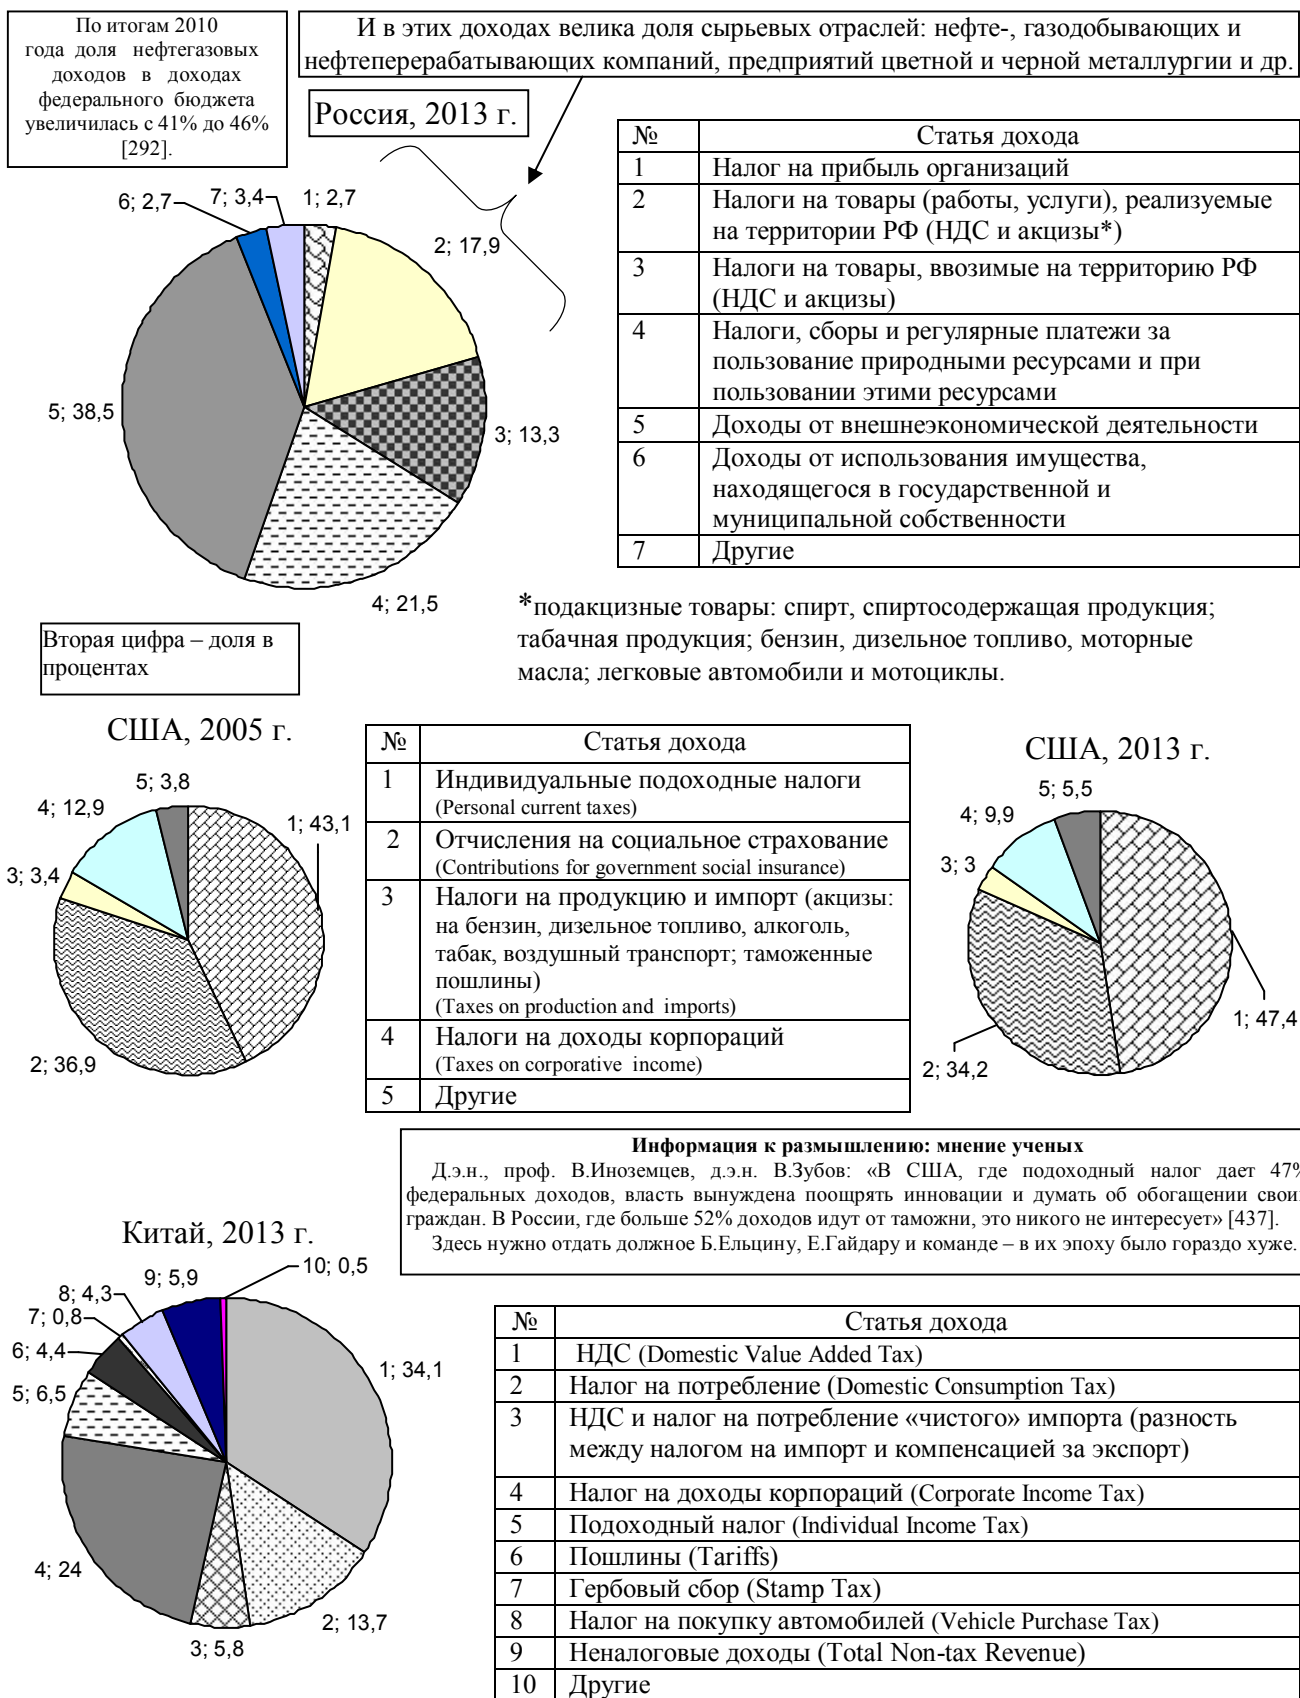 По итогам 2010
года доля нефтегазовых
доходов в доходах
федерального бюджета
увеличилась с 41% до 46%
[292].
И в этих доходах велика доля сырьевых отраслей: нефте-, газодобывающих и
нефтеперерабатывающих компаний, предприятий цветной и черной металлургии и др.
Россия, 2013 г.
1; 2,7
2; 17,9
3; 13,3
4; 21,5
5; 38,5
6; 2,7
7; 3,4
№ Статья дохода
1 Налог на прибыль организаций
2 Налоги на товары (работы, услуги), реализуемые
на территории РФ (НДС и акцизы*)
3 Налоги на товары, ввозимые на территорию РФ
(НДС и акцизы)
4 Налоги, сборы и регулярные платежи за
пользование природными ресурсами и при
пользовании этими ресурсами
5 Доходы от внешнеэкономической деятельности
6 Доходы от использования имущества,
находящегося в государственной и
муниципальной собственности
7 Другие
*подакцизные товары: спирт, спиртосодержащая продукция;
табачная продукция; бензин, дизельное топливо, моторные
масла; легковые автомобили и мотоциклы.
Вторая цифра – доля в
процентах
США, 2005 г.
1; 43,1
2; 36,9
3; 3,4
4; 12,9
5; 3,8
№ Статья дохода
1 Индивидуальные подоходные налоги
(Personal current taxes)
2 Отчисления на социальное страхование
(Contributions for government social insurance)
3 Налоги на продукцию и импорт (акцизы:
на бензин, дизельное топливо, алкоголь,
табак, воздушный транспорт; таможенные
пошлины)
(Taxes on production and imports)
4 Налоги на доходы корпораций
(Taxes on corporative income)
5 Другие
США, 2013 г.
1; 47,4
2; 34,2
3; 3
4; 9,9
5; 5,5
Информация к размышлению: мнение ученых
Д.э.н., проф. В.Иноземцев, д.э.н. В.Зубов: «В США, где подоходный налог дает 47%
федеральных доходов, власть вынуждена поощрять инновации и думать об обогащении свои
граждан. В России, где больше 52% доходов идут от таможни, это никого не интересует» [437].
Здесь нужно отдать должное Б.Ельцину, Е.Гайдару и команде – в их эпоху было гораздо хуже.
Китай, 2013 г.
1; 34,1
2; 13,7
3; 5,8
4; 24
5; 6,5
6; 4,4
7; 0,8
8; 4,3
9; 5,9
10; 0,5
№ Статья дохода
1 НДС (Domestic Value Added Tax)
2 Налог на потребление (Domestic Consumption Tax)
3 НДС и налог на потребление «чистого» импорта (разность
между налогом на импорт и компенсацией за экспорт)
4 Налог на доходы корпораций (Corporate Income Tax)
5 Подоходный налог (Individual Income Tax)
6 Пошлины (Tariffs)
7 Гербовый сбор (Stamp Tax)
8 Налог на покупку автомобилей (Vehicle Purchase Tax)
9 Неналоговые доходы (Total Non-tax Revenue)
10 Другие